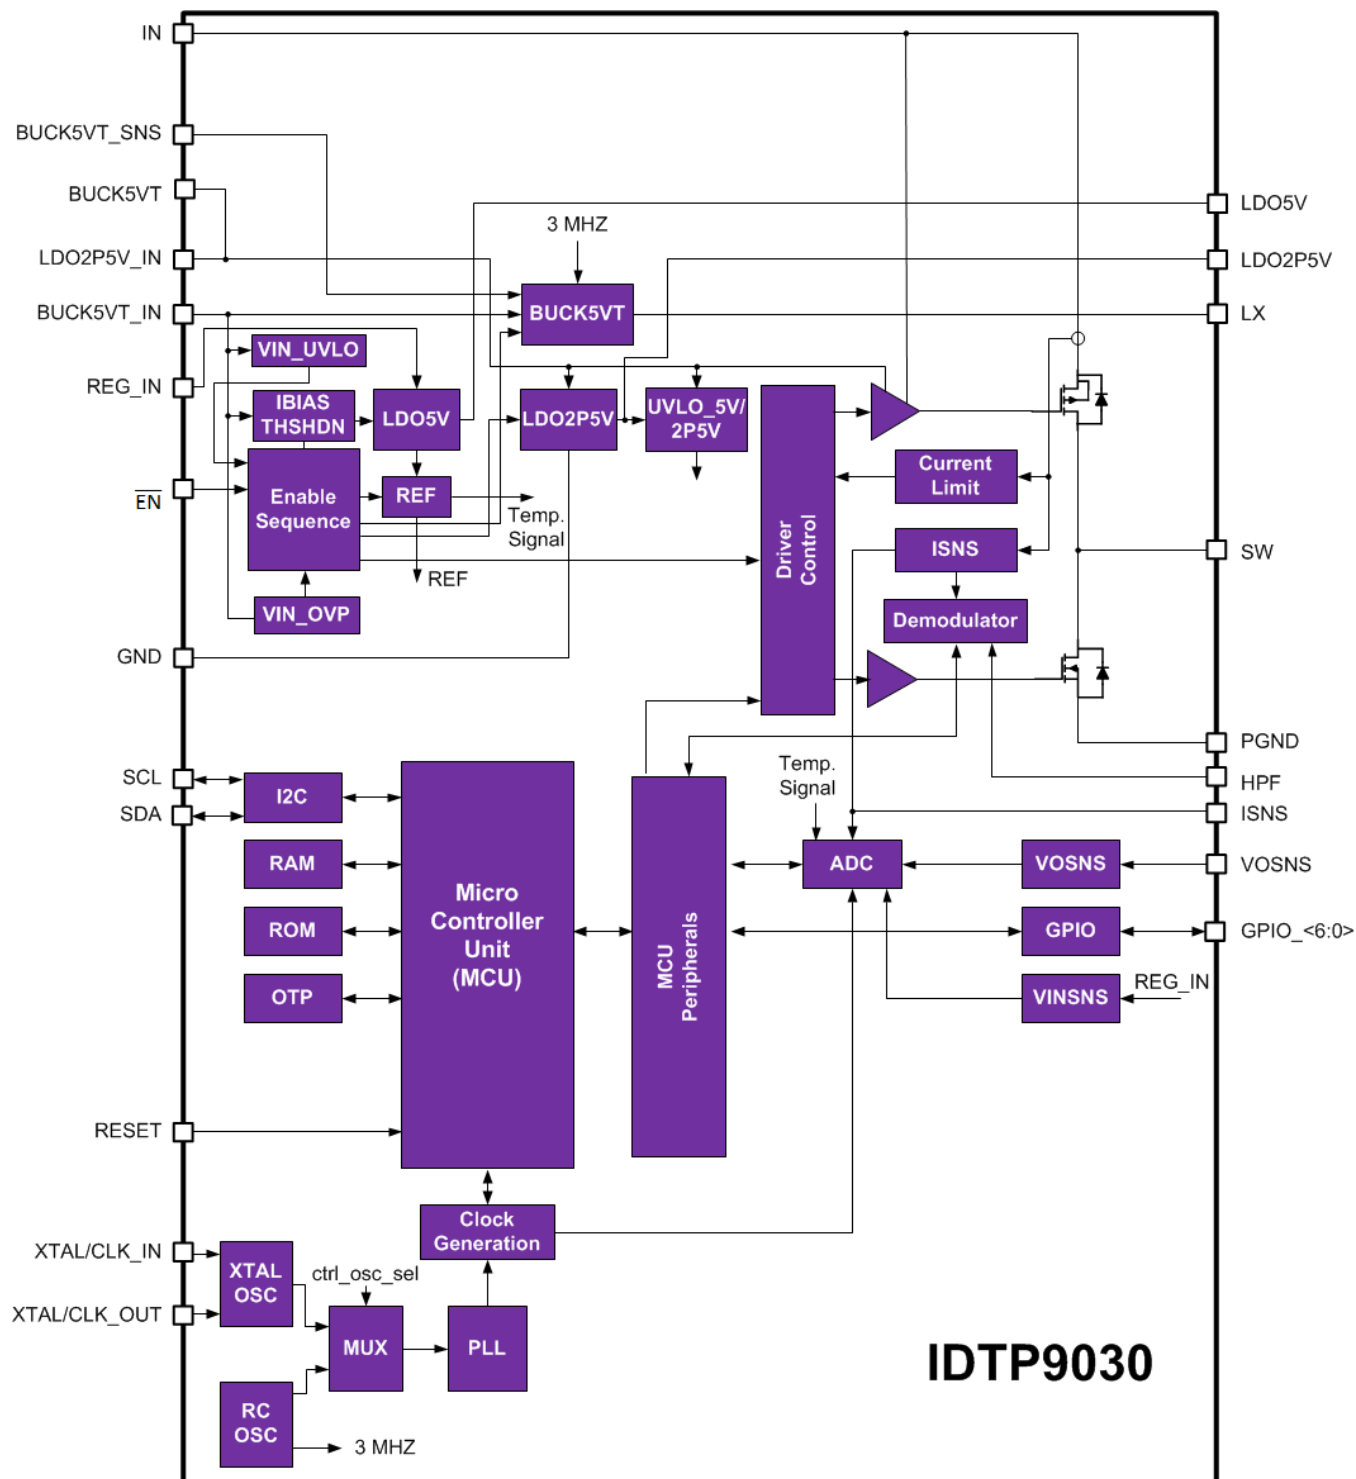 IN
BUCK5VT_SNS
BUCK5VT
LDO2P5V_IN
BUCK5VT_IN
REG_IN
EN
GND
SCL
SDA
RESET
XTAL/CLK_IN
XTAL/CLK_OUT
LDO5V
LDO2P5V
LX
SW
PGND
HPF
ISNS
VOSNS
GPIO_<6:0>
3 MHZ
BUCK5VT
VIN_UVLO
IBIAS
THSHDN
LDO5V
LDO2P5V
UVLO_5V/
2P5V
Enable
Sequence
REF
Temp.
Signal
REF
VIN_OVP
Driver
Control
Current
Limit
ISNS
Demodulator
I2C
RAM
ROM
OTP
Micro
Controller
Unit
(MCU)
MCU
Peripherals
Temp.
Signal
ADC
VOSNS
GPIO
VINSNS
REG_IN
Clock
Generation
XTAL
OSC
ctrl_osc_sel
MUX
PLL
RC
OSC
3 MHZ
IDTP9030